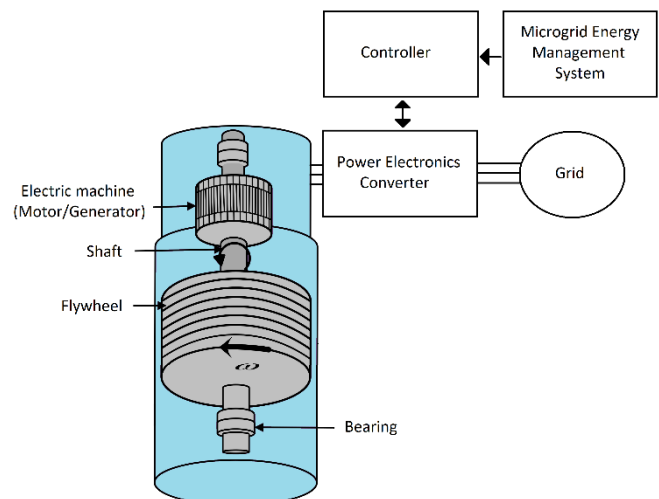 Controller
Microgrid Energy
Management
System
Power Electronics
Converter
Grid
Electric machine
(Motor/Generator)
Shaft
Flywheel
ω
Bearing